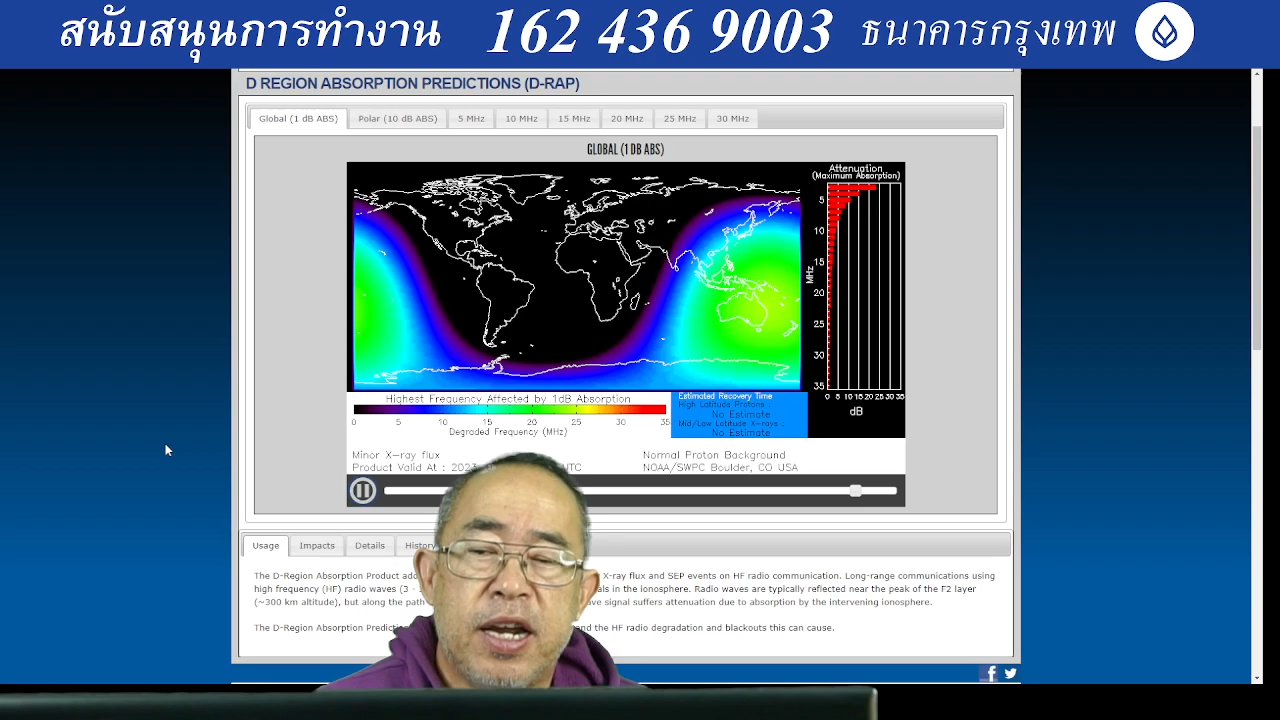 สนับสนุนการทำงาน 162 436 9003 ธนาคารกรุงเทพ
D REGION ABSORPTION PREDICTIONS (D-RAP)
Global (1 dB ABS) Polar (10 dB ABS) 5 MHz 10 MHz 15 MHz 20 MHz 25 MHz 30 MHz
GLOBAL (1 DB ABS)
Attenuation
(Maximum Absorption)
5
10
15
MHz
20
25
30
35
0 5 10 15 20 25 30 35
dB
Highest Frequency Affected by 1dB Absorption
0 5 10 15 20 25 30 35
Degraded Frequency (MHz)
Estimated Recovery Time
High Latitude Protons :
No Estimate
Mid/Low Latitude X-rays :
No Estimate
Minor X-ray flux Normal Proton Background
Product Valid At : UTC NOAA/SWPC Boulder, CO USA
Usage Impacts Details History
The D-Region Absorption Product X-ray flux and SEP events on HF radio communication. Long-range communications using
high frequency (HF) radio waves (3 - in the ionosphere. Radio waves are typically reflected near the peak of the F2 layer
(~300 km altitude), but along the path signal suffers attenuation due to absorption by the intervening ionosphere.
The D-Region Absorption and the HF radio degradation and blackouts this can cause.